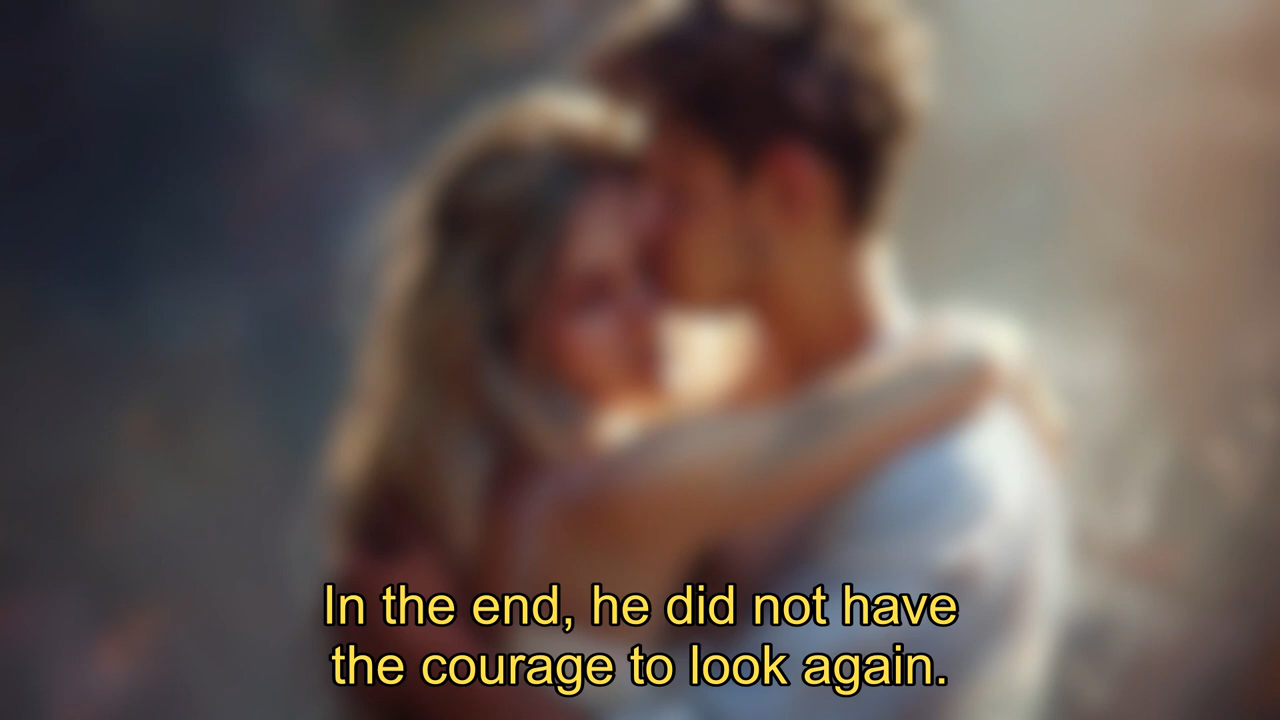 In the end, he did not have
the courage to look again.